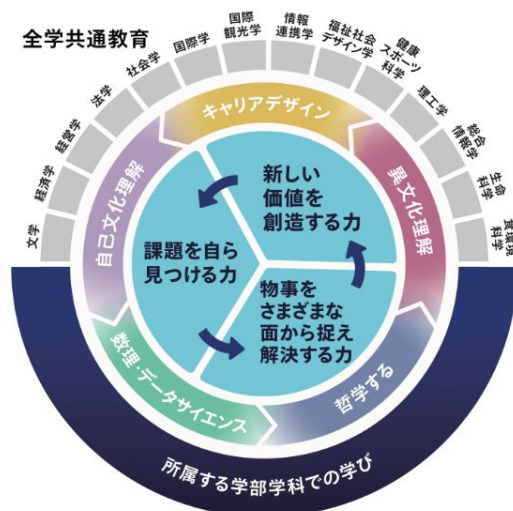 全学共通教育
文学
経済学
経営学
法学
社会学
国際学
国際
観光学
情報
連携学
福祉社会
デザイン学
健康
スポーツ
科学
理工学
総合
情報学
生命
科学
食環境
科学
キャリアデザイン
異文化理解
哲学する
数理・データサイエンス
自己文化理解
新しい
価値を
創造する力
課題を自ら
見つける力
物事を
さまざまな
面から捉え
解決する力
所属する学部学科での学び